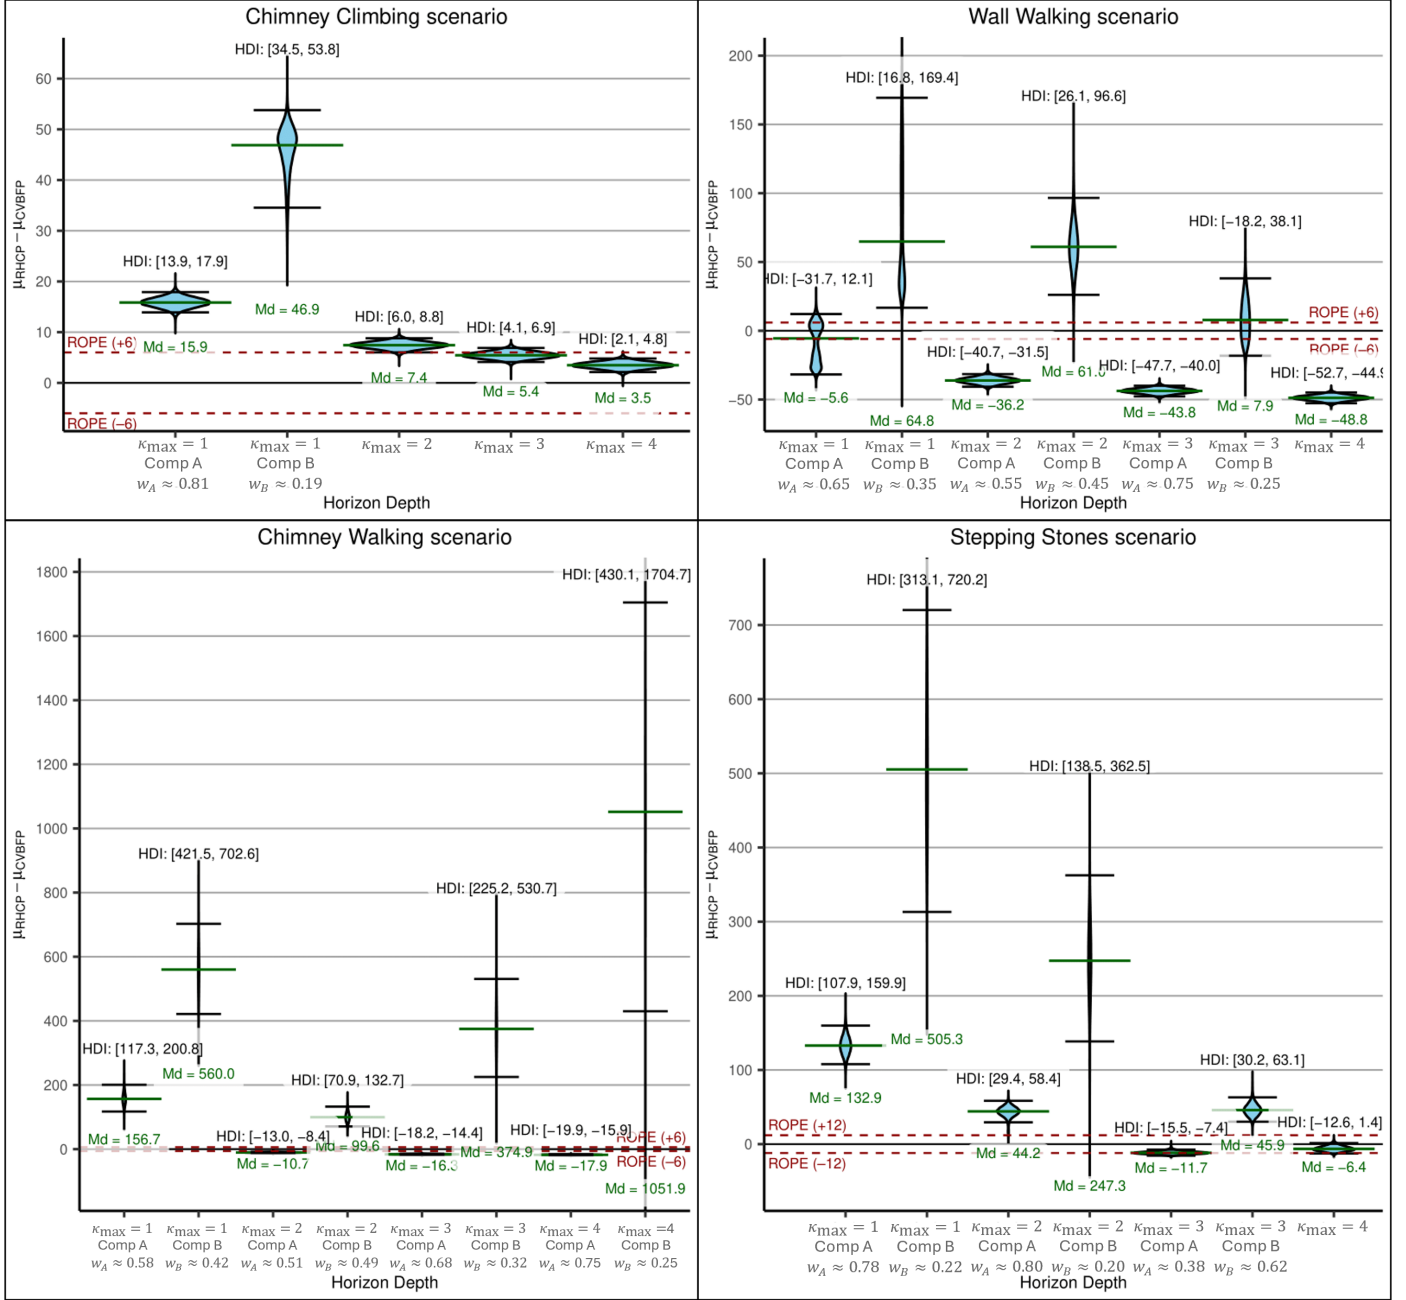 Chimney Climbing scenario
μRHCP − μCVBFP
60
50
40
30
20
10
0
HDI: [34.5, 53.8]
HDI: [13.9, 17.9]
Md = 46.9
HDI: [6.0, 8.8]
HDI: [4.1, 6.9]
HDI: [2.1, 4.8]
ROPE (+6)
Md = 15.9
Md = 7.4
Md = 5.4
Md = 3.5
ROPE (−6)
κmax = 1 κmax = 1 κmax = 2 κmax = 3 κmax = 4
Comp A Comp B
wA ≈ 0.81 wB ≈ 0.19
Horizon Depth
Wall Walking scenario
μRHCP − μCVBFP
200
150
100
50
0
−50
HDI: [16.8, 169.4]
HDI: [26.1, 96.6]
HDI: [−18.2, 38.1]
HDI: [−31.7, 12.1]
ROPE (+6)
ROPE (−6)
HDI: [−40.7, −31.5]
HDI: [−47.7, −40.0]
HDI: [−52.7, −44.9
Md = 61.0
Md = −5.6
Md = −36.2
Md = 7.9
Md = −43.8
Md = 64.8
Md = −48.8
κmax = 1 κmax = 1 κmax = 2 κmax = 2 κmax = 3 κmax = 3 κmax = 4
Comp A Comp B Comp A Comp B Comp A Comp B
wA ≈ 0.65 wB ≈ 0.35 wA ≈ 0.55 wB ≈ 0.45 wA ≈ 0.75 wB ≈ 0.25
Horizon Depth
Chimney Walking scenario
μRHCP − μCVBFP
1800
1600
1400
1200
1000
800
600
400
200
0
HDI: [430.1, 1704.7]
HDI: [421.5, 702.6]
HDI: [225.2, 530.7]
HDI: [117.3, 200.8]
Md = 560.0
HDI: [70.9, 132.7]
Md = 156.7
HDI: [−13.0, −8.4]
HDI: [−18.2, −14.4]
HDI: [−19.9, −15.9]
ROPE (+6)
Md = 99.6
Md = 374.9
ROPE (−6)
Md = −10.7
Md = −16.3
Md = −17.9
Md = 1051.9
κmax = 1 κmax = 1 κmax = 2 κmax = 2 κmax = 3 κmax = 3 κmax = 4 κmax =4
Comp A Comp B Comp A Comp B Comp A Comp B Comp A Comp B
wA ≈ 0.58 wB ≈ 0.42 wA ≈ 0.51 wB ≈ 0.49 wA ≈ 0.68 wB ≈ 0.32 wA ≈ 0.75 wB ≈ 0.25
Horizon Depth
Stepping Stones scenario
μRHCP − μCVBFP
700
600
500
400
300
200
100
0
HDI: [313.1, 720.2]
HDI: [138.5, 362.5]
HDI: [107.9, 159.9]
Md = 505.3
HDI: [30.2, 63.1]
HDI: [29.4, 58.4]
Md = 132.9
ROPE (+12)
HDI: [−15.5, −7.4]
HDI: [−12.6, 1.4]
Md = 44.2
Md = 45.9
ROPE (−12)
Md = −11.7
Md = −6.4
Md = 247.3
κmax = 1 κmax = 1 κmax = 2 κmax = 2 κmax = 3 κmax = 3 κmax = 4
Comp A Comp B Comp A Comp B Comp A Comp B
wA ≈ 0.78 wB ≈ 0.22 wA ≈ 0.80 wB ≈ 0.20 wA ≈ 0.38 wB ≈ 0.62
Horizon Depth